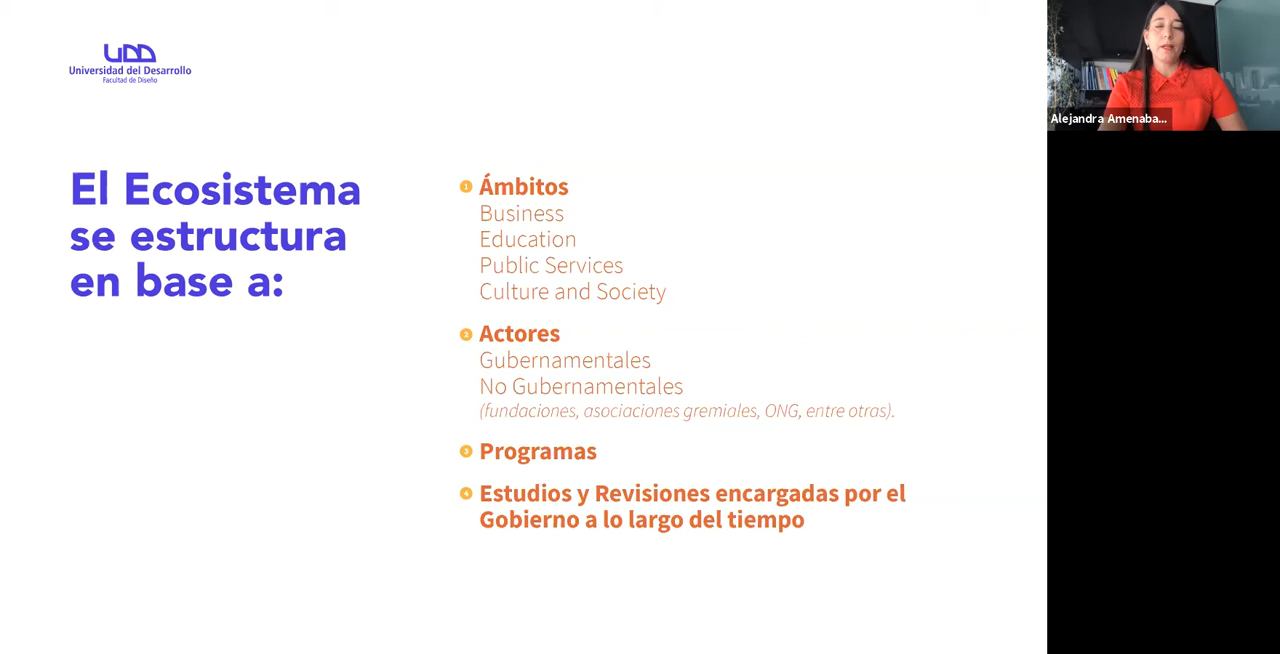 UDD
Universidad del Desarrollo
Facultad de Diseño
El Ecosistema
se estructura
en base a:
1 Ámbitos
Business
Education
Public Services
Culture and Society
2 Actores
Gubernamentales
No Gubernamentales
(fundaciones, asociaciones gremiales, ONG, entre otras).
3 Programas
4 Estudios y Revisiones encargadas por el
Gobierno a lo largo del tiempo
Alejandra Amenaba...